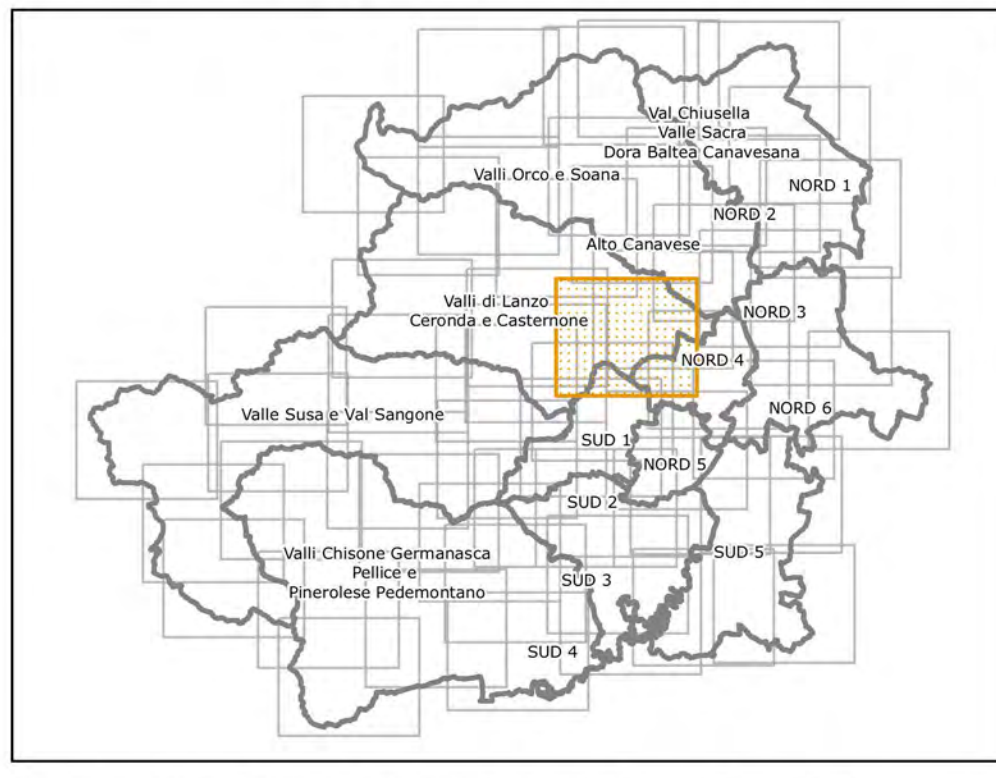 Val Chiusella
Valle Sacra
Dora Baltea Canavesana
Valli Orco e Soana
NORD 1
NORD 2
Alto Canavese
Valli di Lanzo
Ceronda e Casternone
NORD 3
NORD 4
Valle Susa e Val Sangone
NORD 6
SUD 1
NORD 5
SUD 2
Valli Chisone Germanasca
Pellice e
Pinerolese Pedemontano
SUD 5
SUD 3
SUD 4